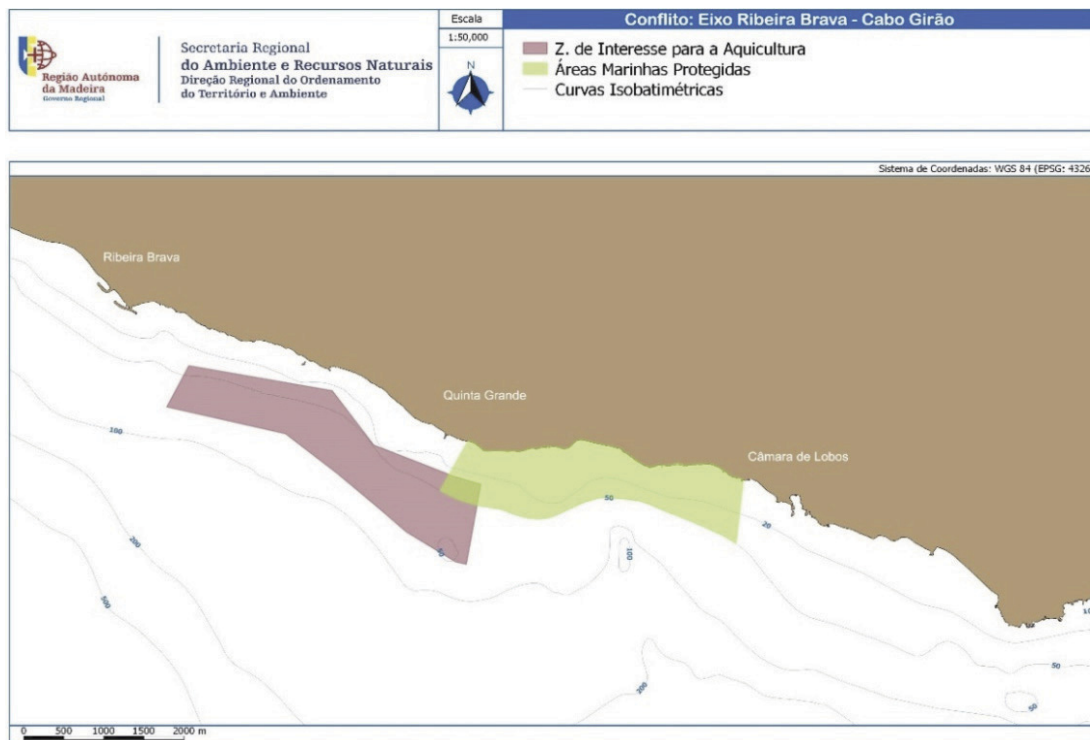 Região Autónoma
da Madeira
Governo Regional
Secretaria Regional
do Ambiente e Recursos Naturais
Direção Regional do Ordenamento
do Território e Ambiente
Escala
1:50,000
N
Conflito: Eixo Ribeira Brava - Cabo Girão
Z. de Interesse para a Aquicultura
Áreas Marinhas Protegidas
Curvas Isobatimétricas
Sistema de Coordenadas: WGS 84 (EPSG: 4326
Ribeira Brava
Quinta Grande
Câmara de Lobos
100
200
500
50
50
20
100
200
10
50
50
0 500 1000 1500 2000 m